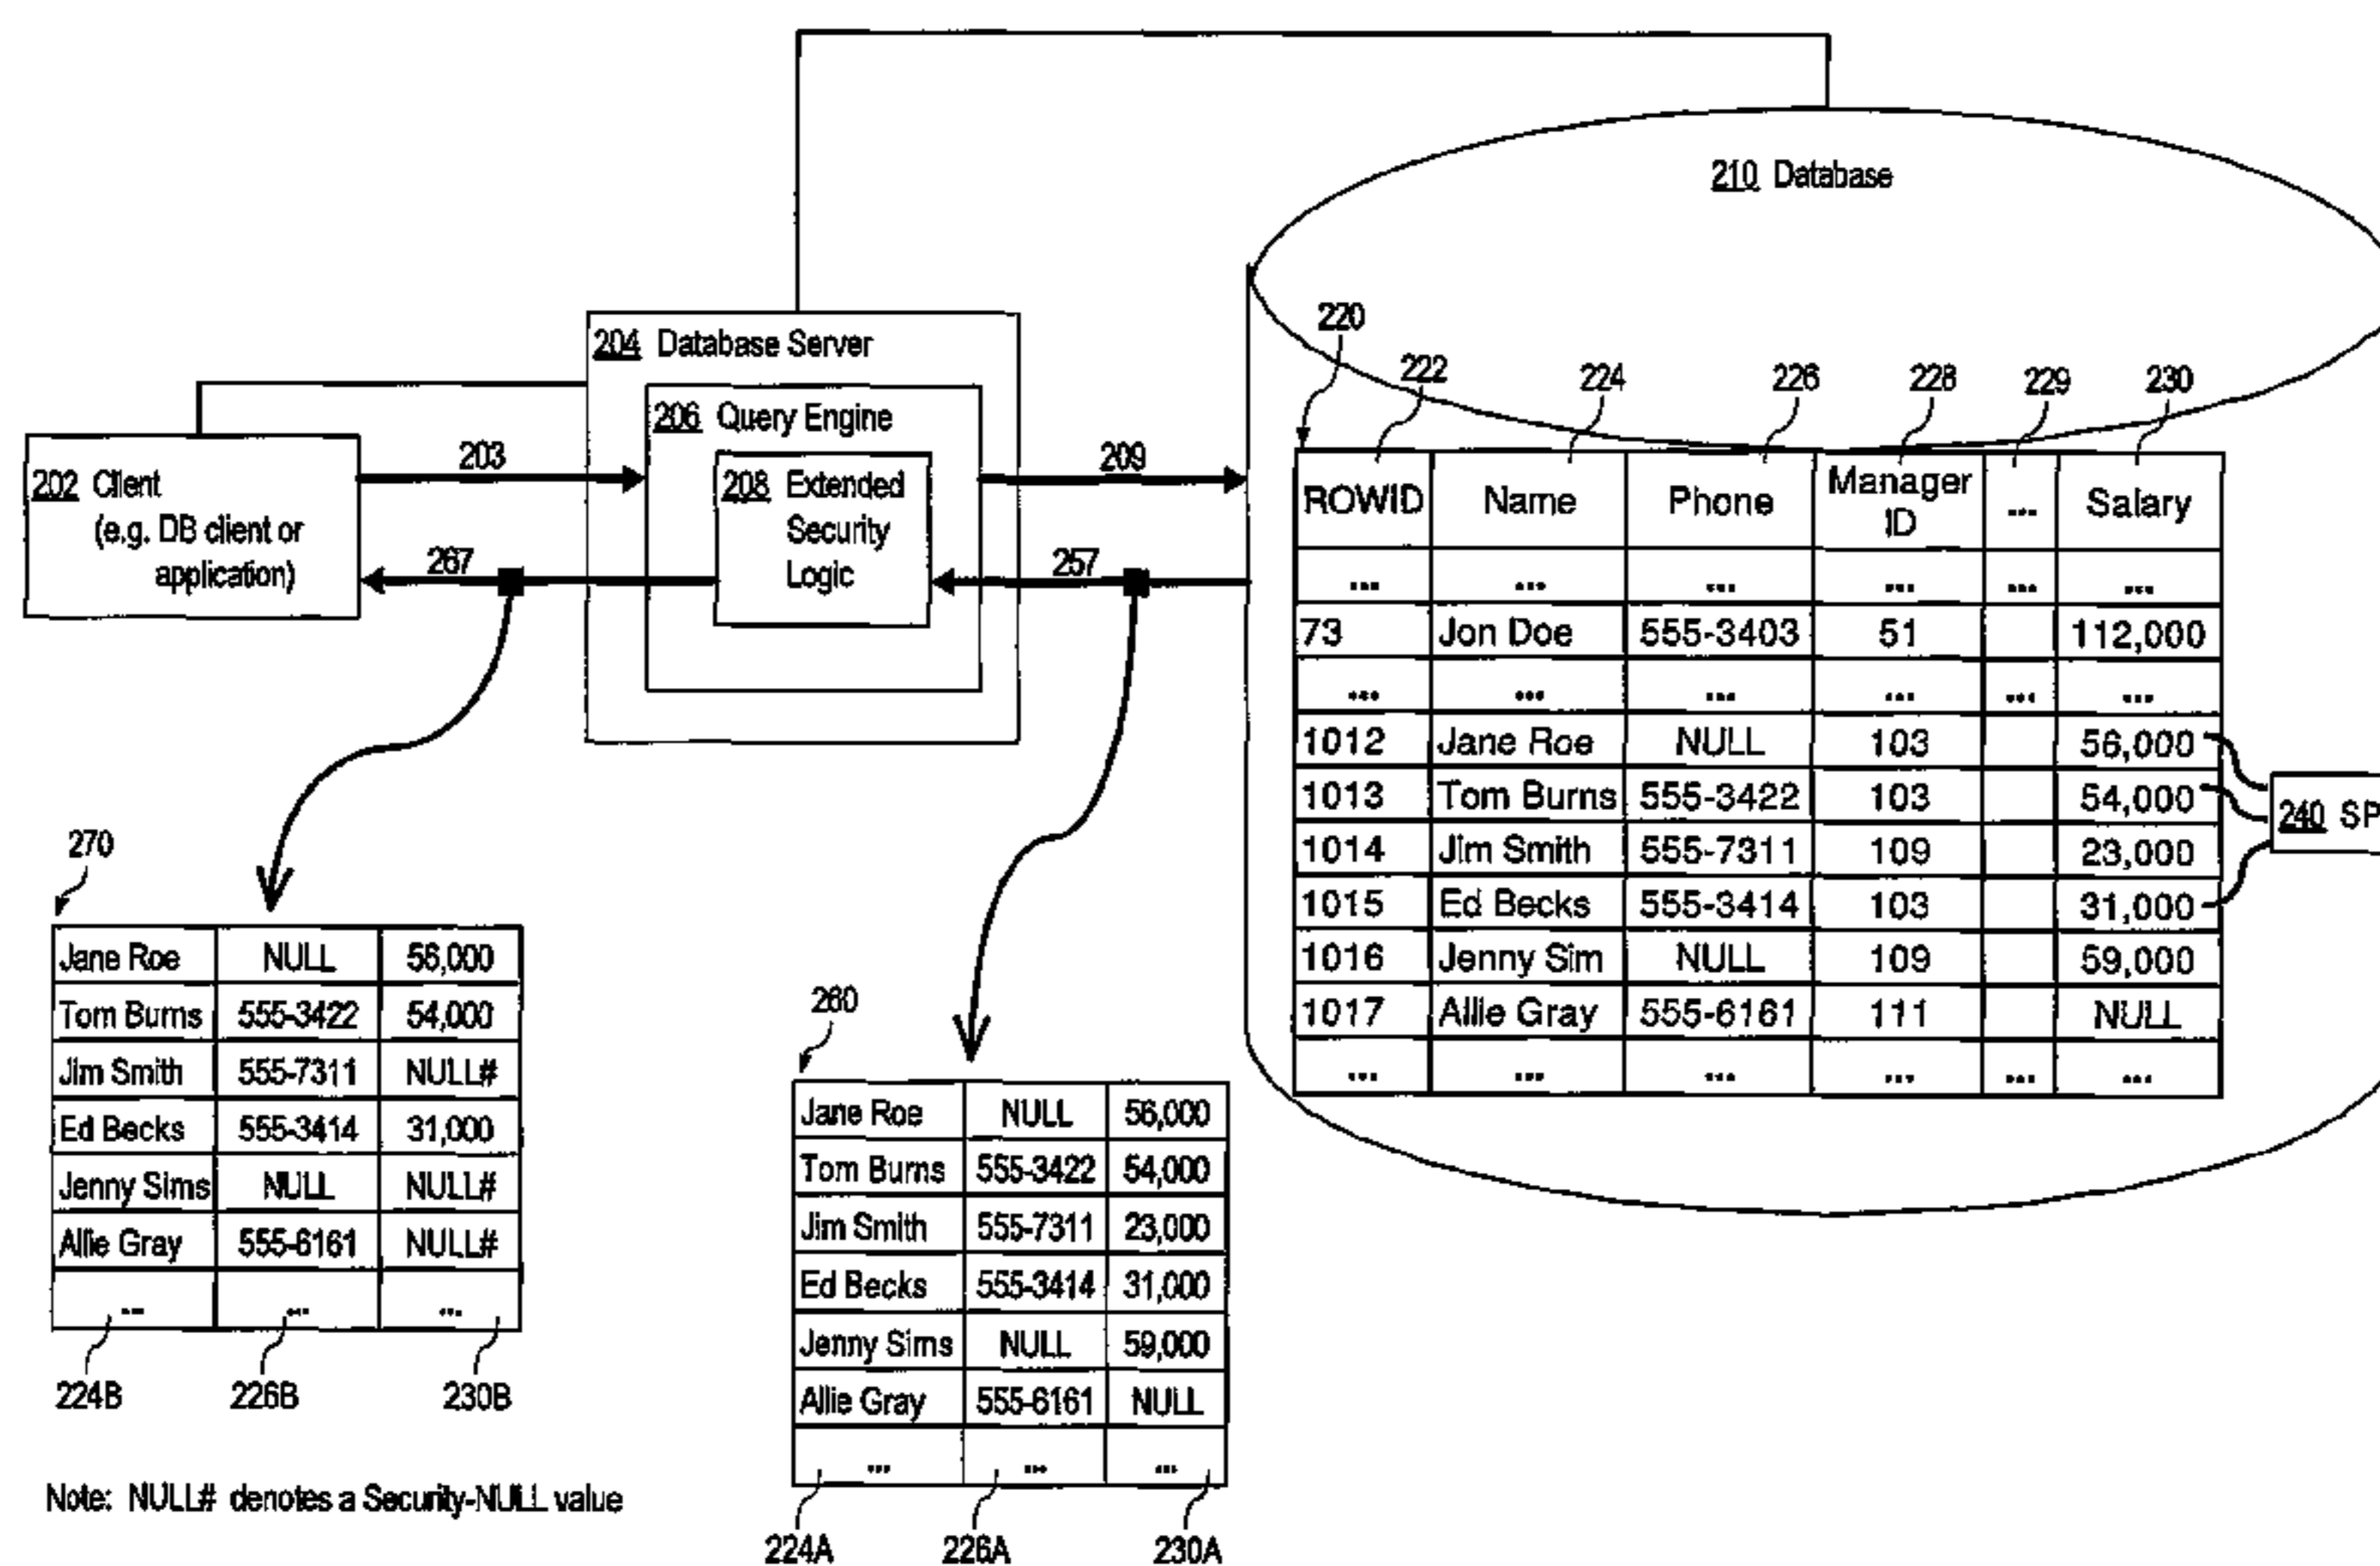 210 Database
220
222
224
226
228
229
230
204 Database Server
206 Query Engine
203
209
202 Client
(e.g. DB client or
application)
208 Extended
Security
Logic
267
257
ROWID Name Phone Manager ID ... Salary
... ... ... ... ... ...
73 Jon Doe 555-3403 51 112,000
... ... ... ... ... ...
1012 Jane Roe NULL 103 56,000
1013 Tom Burns 555-3422 103 54,000
1014 Jim Smith 555-7311 109 23,000
1015 Ed Becks 555-3414 103 31,000
1016 Jenny Sim NULL 109 59,000
1017 Allie Gray 555-6161 111 NULL
... ... ... ... ... ...
240 SP
270
Jane Roe NULL 56,000
Tom Burns 555-3422 54,000
Jim Smith 555-7311 NULL#
Ed Becks 555-3414 31,000
Jenny Sims NULL NULL#
Allie Gray 555-6161 NULL#
... ... ...
224B
226B
230B
260
Jane Roe NULL 56,000
Tom Burns 555-3422 54,000
Jim Smith 555-7311 23,000
Ed Becks 555-3414 31,000
Jenny Sims NULL 59,000
Allie Gray 555-6161 NULL
... ... ...
224A
226A
230A
Note: NULL# denotes a Security-NULL value